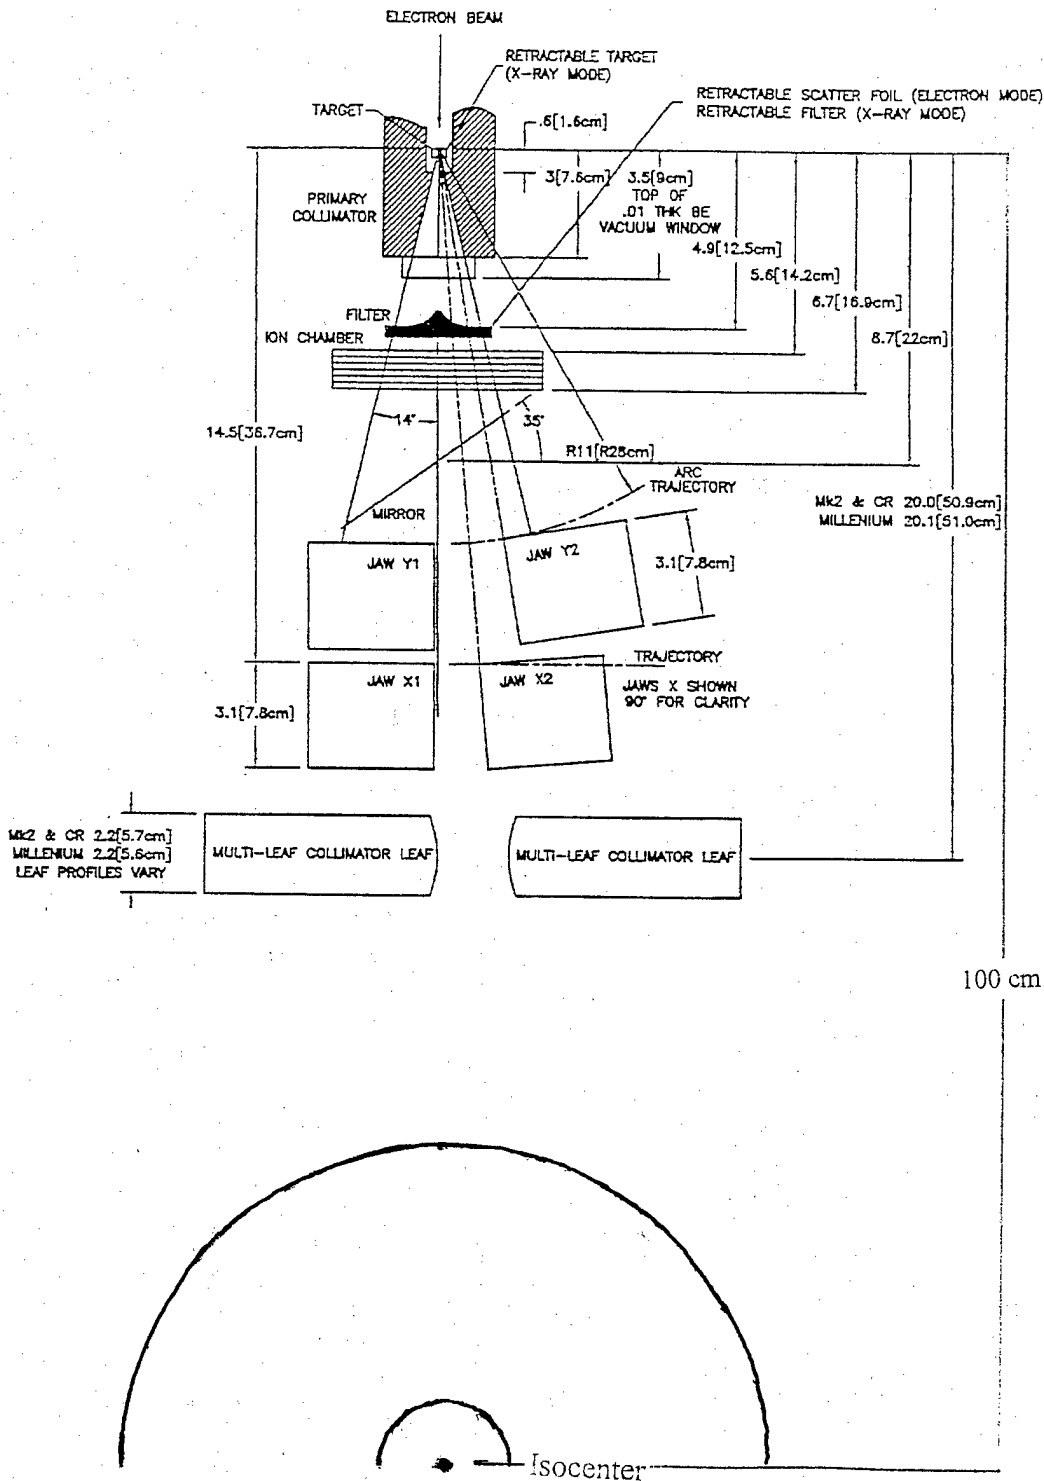 ELECTRON BEAM
RETRACTABLE TARGET
(X-RAY MODE)
RETRACTABLE SCATTER FOIL (ELECTRON MODE)
RETRACTABLE FILTER (X-RAY MODE)
TARGET
.6[1.6cm]
3[7.6cm]
3.5[9cm]
TOP OF
.01 THK BE
VACUUM WINDOW
PRIMARY
COLLIMATOR
4.9[12.5cm]
5.6[14.2cm]
6.7[16.9cm]
8.7[22cm]
FILTER
ION CHAMBER
14°
35°
14.5[36.7cm]
R11[R28cm]
ARC
TRAJECTORY
Mk2 & CR 20.0[50.9cm]
MILLENIUM 20.1[51.0cm]
MIRROR
JAW Y1
JAW Y2
3.1[7.8cm]
TRAJECTORY
JAW X1
JAW X2
JAWS X SHOWN
90° FOR CLARITY
3.1[7.8cm]
Mk2 & CR 2.2[5.7cm]
MILLENIUM 2.2[5.6cm]
LEAF PROFILES VARY
MULTI-LEAF COLLIMATOR LEAF
MULTI-LEAF COLLIMATOR LEAF
100 cm
Isocenter